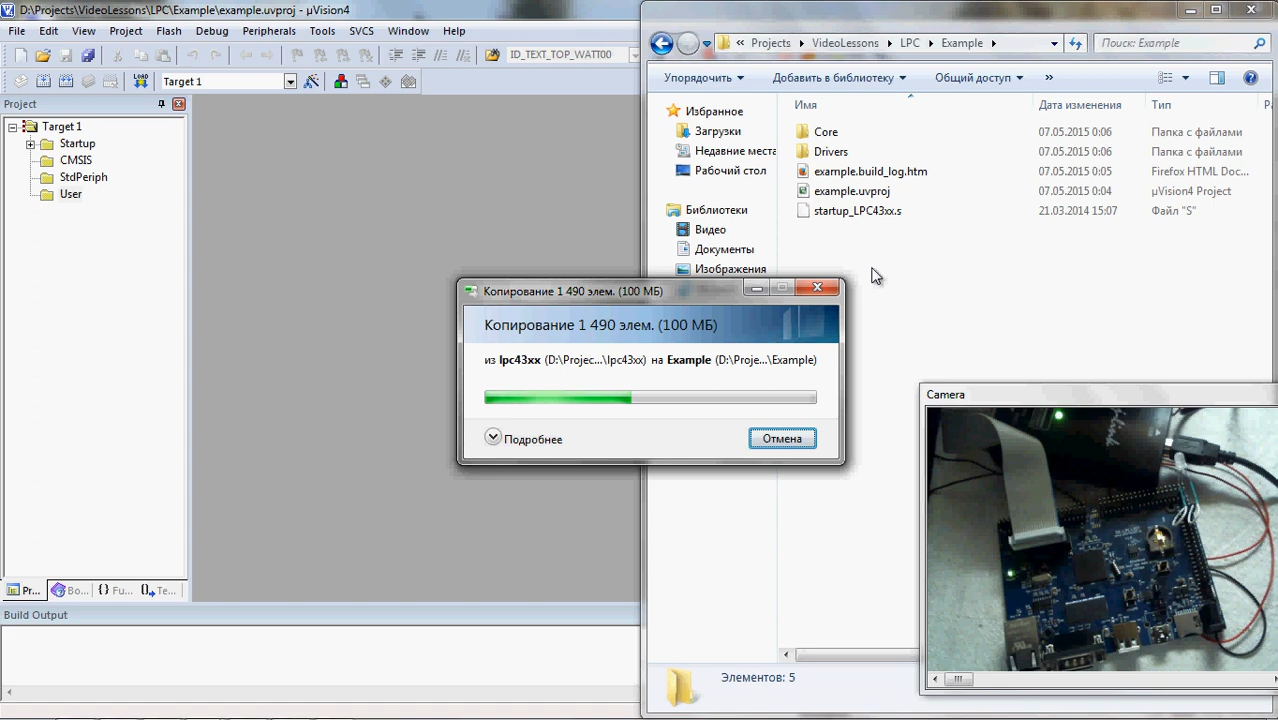 D:\Projects\VideoLessons\LPC\Example\example.uvproj - µVision4
File Edit View Project Flash Debug Peripherals Tools SVCS Window Help
ID_TEXT_TOP_WATT00
LOAD Target 1
Project
Target 1
Startup
CMSIS
StdPeriph
User
Pr... Bo... {} Fu... Te...
Build Output
« Projects VideoLessons LPC Example
Поиск: Example
Упорядочить Добавить в библиотеку Общий доступ »
Избранное
Загрузки
Недавние места
Рабочий стол
Библиотеки
Видео
Документы
Изображения
Имя Дата изменения Тип
Core 07.05.2015 0:06 Папка с файлами
Drivers 07.05.2015 0:06 Папка с файлами
example.build_log.htm 07.05.2015 0:05 Firefox HTML Doc...
example.uvproj 07.05.2015 0:04 µVision4 Project
startup_LPC43xx.s 21.03.2014 15:07 Файл "S"
Копирование 1 490 элем. (100 МБ)
Копирование 1 490 элем. (100 МБ)
из lpc43xx (D:\Projec...\lpc43xx) на Example (D:\Proje...\Example)
Подробнее
Отмена
Camera
Элементов: 5